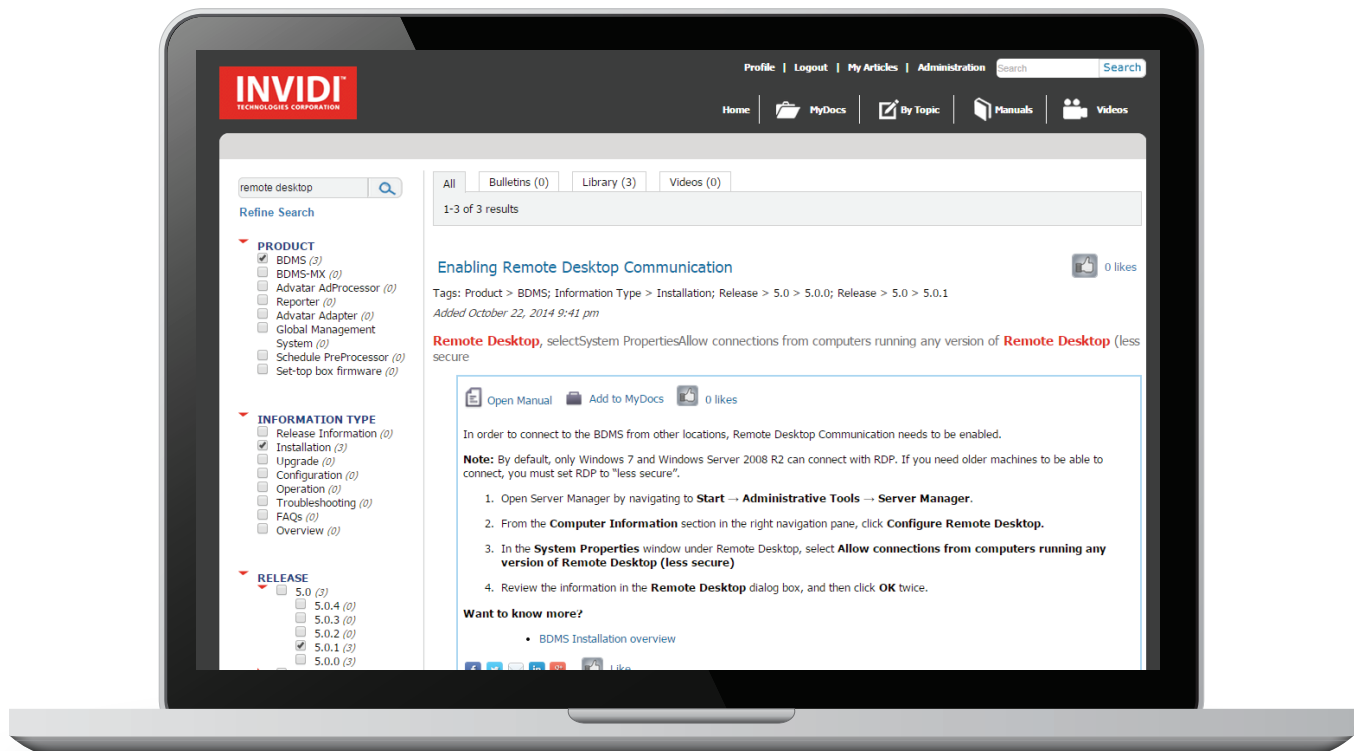 INVIDI™
TECHNOLOGIES CORPORATION
Profile | Logout | My Articles | Administration Search Search
Home MyDocs By Topic Manuals Videos
remote desktop
Refine Search
PRODUCT
BDMS (3)
BDMS-MX (0)
Advatar AdProcessor (0)
Reporter (0)
Advatar Adapter (0)
Global Management
System (0)
Schedule PreProcessor (0)
Set-top box firmware (0)
INFORMATION TYPE
Release Information (0)
Installation (3)
Upgrade (0)
Configuration (0)
Operation (0)
Troubleshooting (0)
FAQs (0)
Overview (0)
RELEASE
5.0 (3)
5.0.4 (0)
5.0.3 (0)
5.0.2 (0)
5.0.1 (3)
5.0.0 (3)
All Bulletins (0) Library (3) Videos (0)
1-3 of 3 results
Enabling Remote Desktop Communication 0 likes
Tags: Product > BDMS; Information Type > Installation; Release > 5.0 > 5.0.0; Release > 5.0 > 5.0.1
Added October 22, 2014 9:41 pm
Remote Desktop, selectSystem PropertiesAllow connections from computers running any version of Remote Desktop (less
secure
Open Manual Add to MyDocs 0 likes
In order to connect to the BDMS from other locations, Remote Desktop Communication needs to be enabled.
Note: By default, only Windows 7 and Windows Server 2008 R2 can connect with RDP. If you need older machines to be able to
connect, you must set RDP to “less secure”.
1. Open Server Manager by navigating to Start → Administrative Tools → Server Manager.
2. From the Computer Information section in the right navigation pane, click Configure Remote Desktop.
3. In the System Properties window under Remote Desktop, select Allow connections from computers running any
version of Remote Desktop (less secure)
4. Review the information in the Remote Desktop dialog box, and then click OK twice.
Want to know more?
• BDMS Installation overview
Like